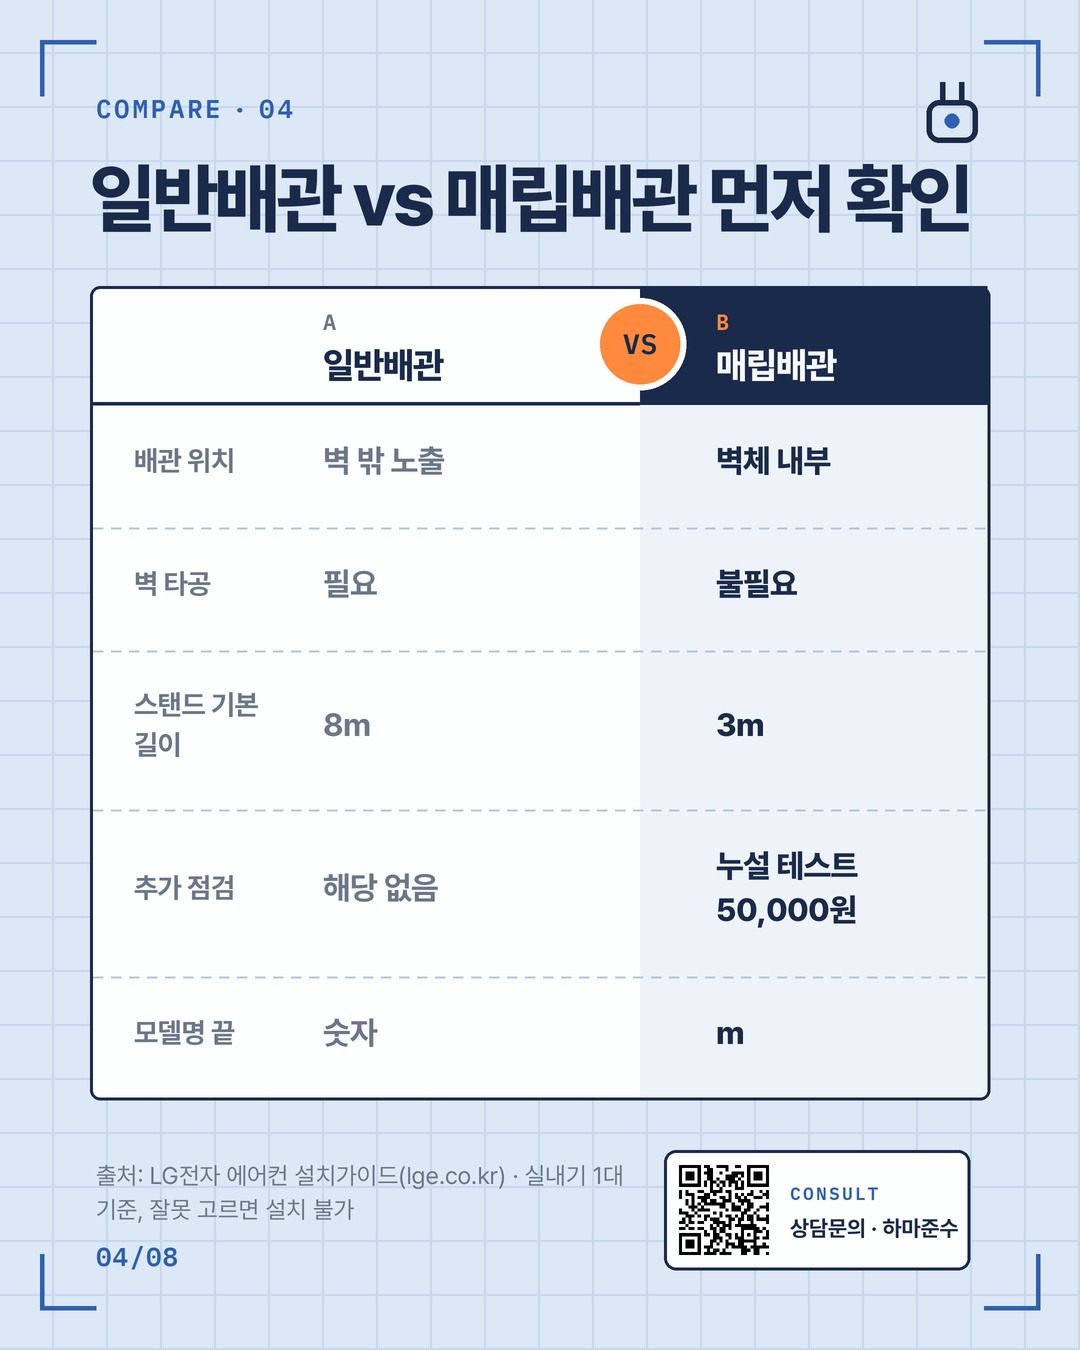 COMPARE · 04
일반배관 vs 매립배관 먼저 확인
A
일반배관
VS
B
매립배관
배관 위치
벽 밖 노출
벽체 내부
벽 타공
필요
불필요
스탠드 기본
길이
8m
3m
추가 점검
해당 없음
누설 테스트
50,000원
모델명 끝
숫자
m
출처: LG전자 에어컨 설치가이드(lge.co.kr) · 실내기 1대
기준, 잘못 고르면 설치 불가
04/08
CONSULT
상담문의 · 하마준수